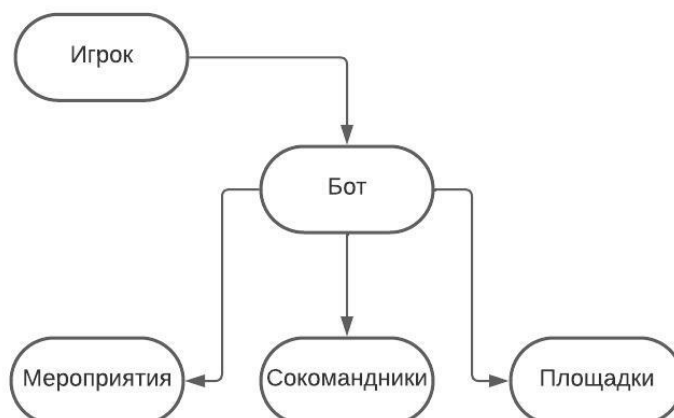 Игрок
Бот
Мероприятия
Сокомандники
Площадки